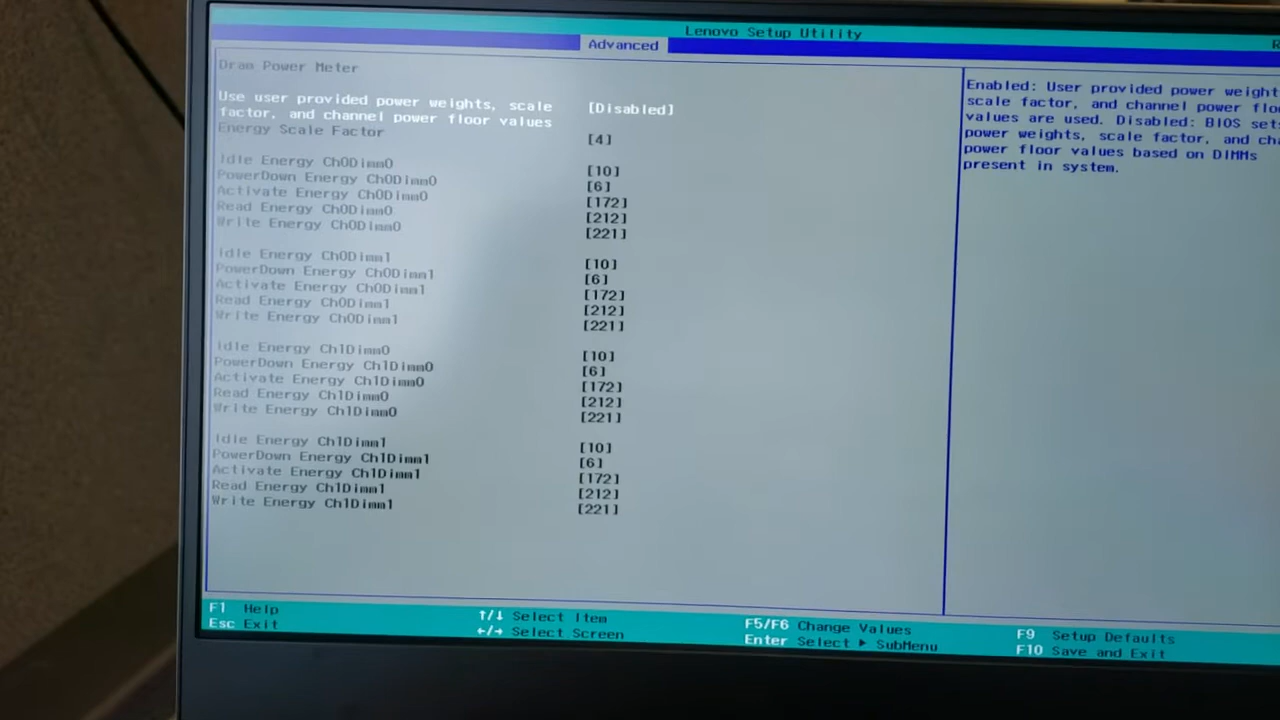 Lenovo Setup Utility
Advanced
Dram Power Meter
Use user provided power weights, scale factor, and channel power floor values [Disabled]
Energy Scale Factor [4]
Idle Energy Ch0Dimm0 [10]
PowerDown Energy Ch0Dimm0 [6]
Activate Energy Ch0Dimm0 [172]
Read Energy Ch0Dimm0 [212]
Write Energy Ch0Dimm0 [221]
Idle Energy Ch0Dimm1 [10]
PowerDown Energy Ch0Dimm1 [6]
Activate Energy Ch0Dimm1 [172]
Read Energy Ch0Dimm1 [212]
Write Energy Ch0Dimm1 [221]
Idle Energy Ch1Dimm0 [10]
PowerDown Energy Ch1Dimm0 [6]
Activate Energy Ch1Dimm0 [172]
Read Energy Ch1Dimm0 [212]
Write Energy Ch1Dimm0 [221]
Idle Energy Ch1Dimm1 [10]
PowerDown Energy Ch1Dimm1 [6]
Activate Energy Ch1Dimm1 [172]
Read Energy Ch1Dimm1 [212]
Write Energy Ch1Dimm1 [221]
Enabled: User provided power weight
scale factor, and channel power flo
values are used. Disabled: BIOS set
power weights, scale factor, and cha
power floor values based on DIMMs
present in system.
F1 Help ↑/↓ Select Item F5/F6 Change Values F9 Setup Defaults
Esc Exit ←/→ Select Screen Enter Select ▶ SubMenu F10 Save and Exit